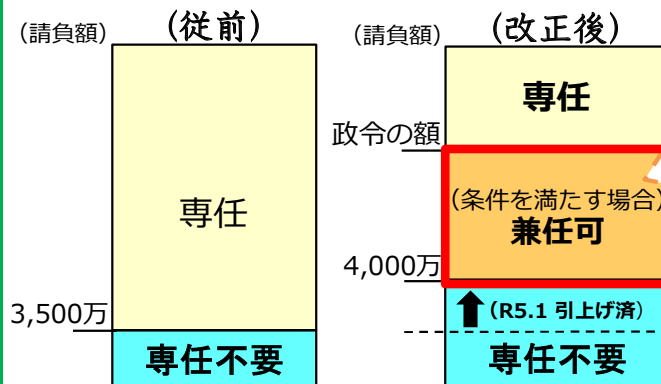 (従前)
(請負額)
専任
3,500万
専任不要
(改正後)
(請負額)
専任
政令の額
(条件を満たす場合)
兼任可
4,000万
(R5.1 引上げ済)
専任不要